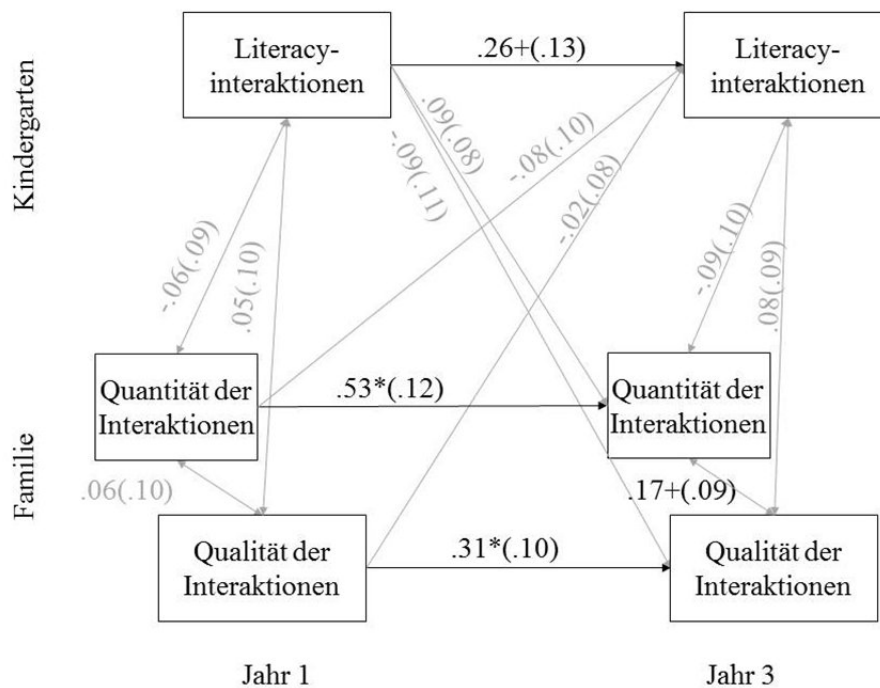 Kindergarten
Familie
Literacy-
interaktionen
.26+(.13)
Literacy-
interaktionen
.09(.08)
-.09(.11)
-.08(.10)
-.02(.08)
-.06(.09)
.05(.10)
-.09(.10)
.08(.09)
Quantität der
Interaktionen
.53*(.12)
Quantität der
Interaktionen
.06(.10)
.17+(.09)
Qualität der
Interaktionen
.31*(.10)
Qualität der
Interaktionen
Jahr 1
Jahr 3